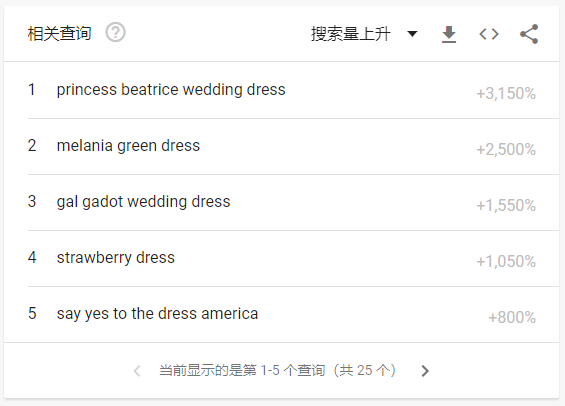 相关查询 ?
搜索量上升
1 princess beatrice wedding dress +3,150%
2 melania green dress +2,500%
3 gal gadot wedding dress +1,550%
4 strawberry dress +1,050%
5 say yes to the dress america +800%
当前显示的是第 1-5 个查询（共 25 个）